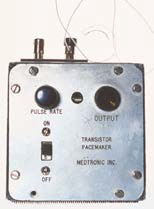 PULSE RATE
OUTPUT
ON
OFF
TRANSISTOR
PACEMAKER
MEDTRONIC INC.